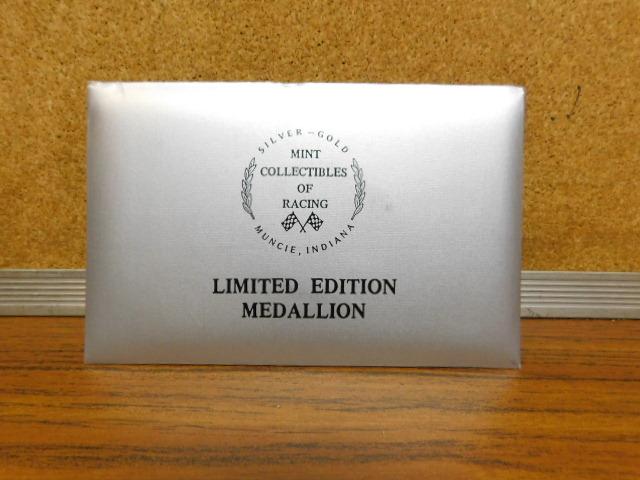 SILVER-GOLD
MINT
COLLECTIBLES
OF
RACING
MUNCIE, INDIANA
LIMITED EDITION
MEDALLION